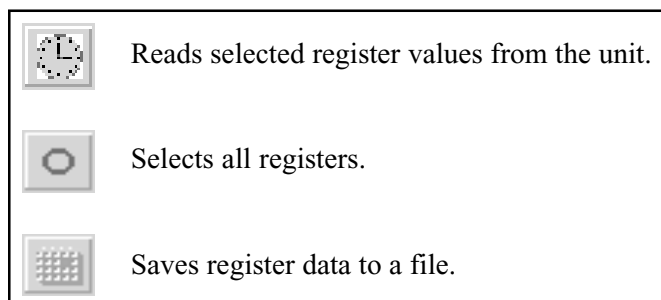 Reads selected register values from the unit.
Selects all registers.
Saves register data to a file.